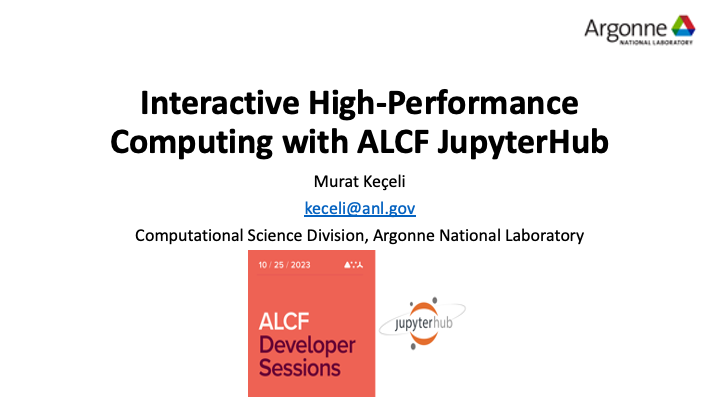 Argonne
NATIONAL LABORATORY
Interactive High-Performance
Computing with ALCF JupyterHub
Murat Keçeli
keceli@anl.gov
Computational Science Division, Argonne National Laboratory
10 / 25 / 2023
ALCF
Developer
Sessions
jupyterhub